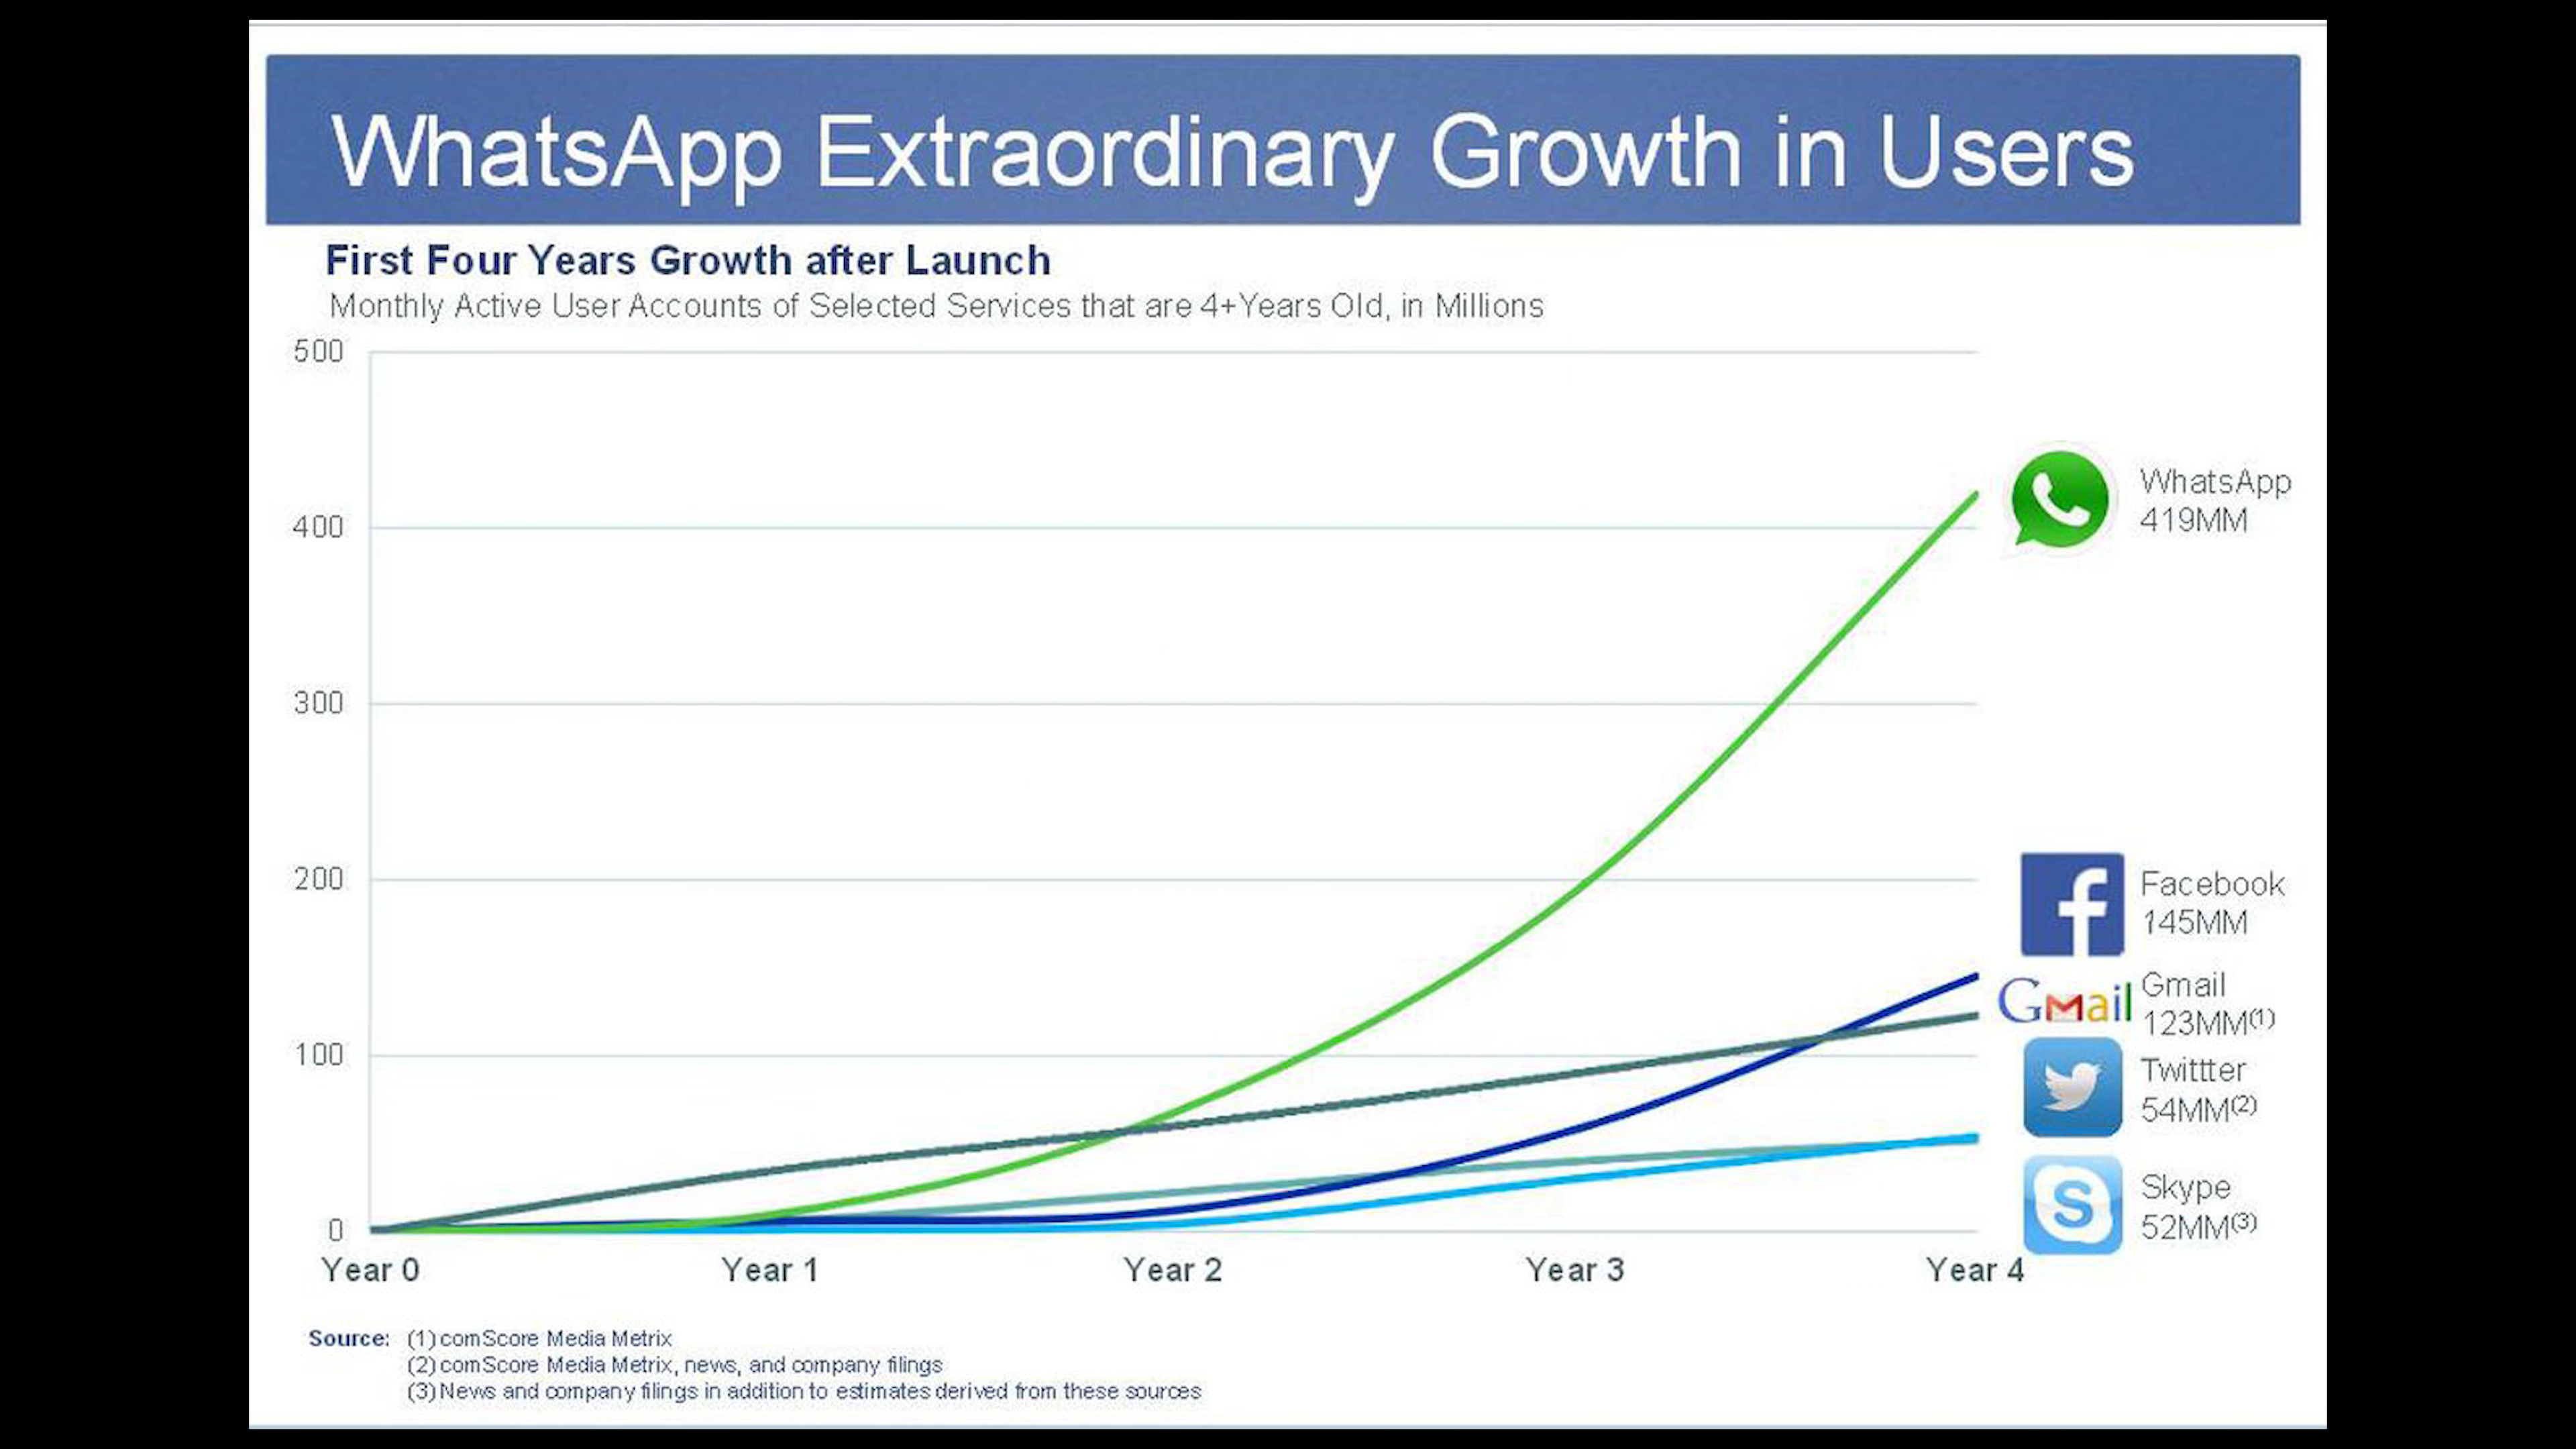 WhatsApp Extraordinary Growth in Users
First Four Years Growth after Launch
Monthly Active User Accounts of Selected Services that are 4+Years Old, in Millions
500
400
300
200
100
0
Year 0
Year 1
Year 2
Year 3
Year 4
WhatsApp
419MM
f
Facebook
145MM
Gmail
Gmail
123MM(1)
Twittter
54MM(2)
S
Skype
52MM(3)
Source: (1) comScore Media Metrix
(2) comScore Media Metrix, news, and company filings
(3) News and company filings in addition to estimates derived from these sources